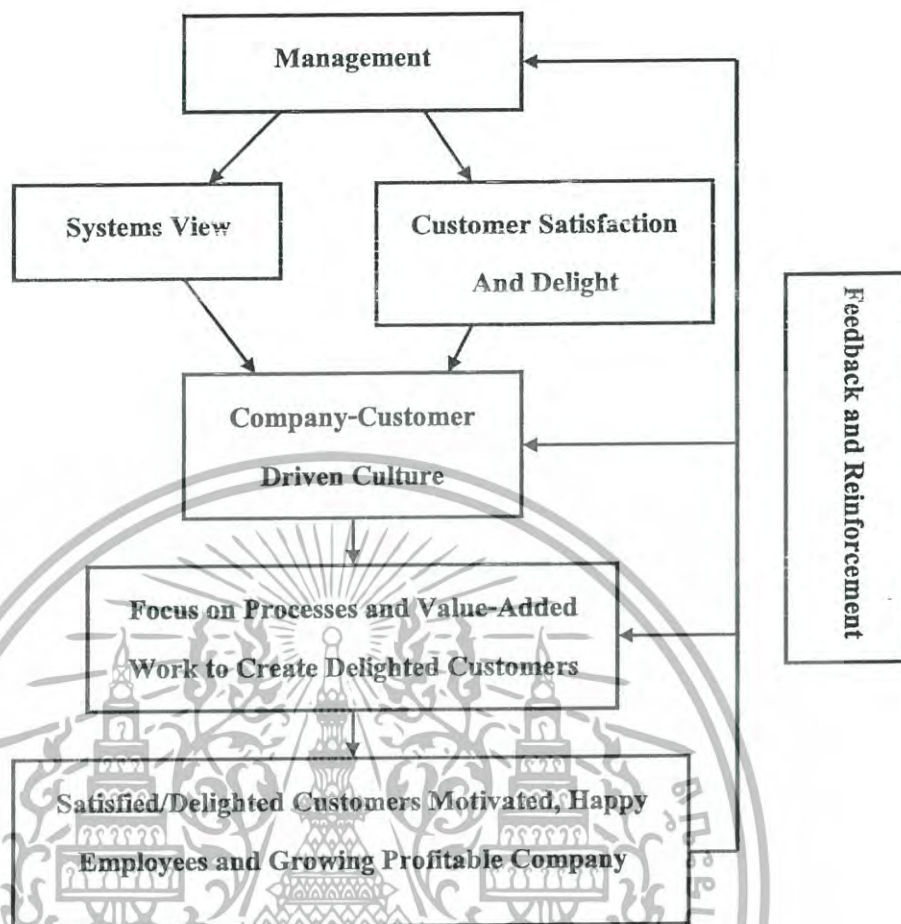 Management
Systems View
Customer Satisfaction
And Delight
Company-Customer
Driven Culture
Feedback and Reinforcement
Focus on Processes and Value-Added
Work to Create Delighted Customers
Satisfied/Delighted Customers Motivated, Happy
Employees and Growing Profitable Company